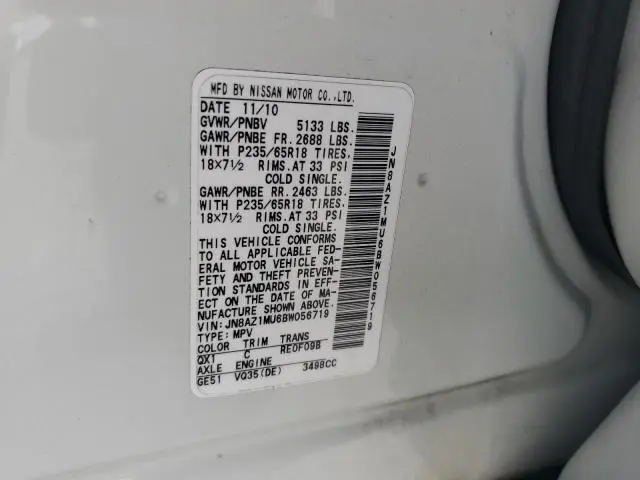 MFD BY NISSAN MOTOR CO.,LTD.
DATE 11/10
GVWR/PNBV 5133 LBS.
GAWR/PNBE FR. 2688 LBS.
WITH P235/65R18 TIRES.
18X7½ RIMS. AT 33 PSI
COLD SINGLE.
GAWR/PNBE RR. 2463 LBS.
WITH P235/65R18 TIRES.
18X7½ RIMS. AT 33 PSI
COLD SINGLE.
THIS VEHICLE CONFORMS
TO ALL APPLICABLE FED-
ERAL MOTOR VEHICLE SA-
FETY AND THEFT PREVEN-
TION STANDARDS IN EFF-
ECT ON THE DATE OF MA-
NUFACTURE SHOWN ABOVE.
VIN: JN8AZ1MU6BW056719
TYPE: MPV
COLOR TRIM TRANS
QX1 C RE0F09B
AXLE ENGINE
GE51 VQ35(DE) 3498CC
JN8AZ1MU6BW056719